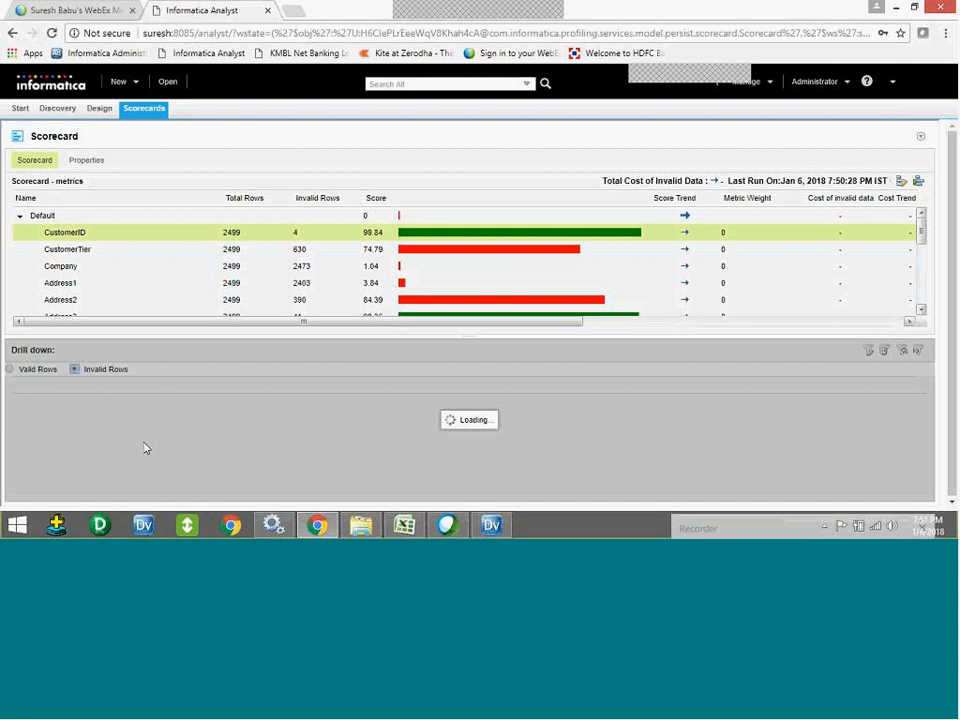 Suresh Babu's WebEx M
Informatica Analyst
Not secure
suresh:8085/analyst/?wstate=(%27$obj%27:%27U:H6ClePLrEeeWqV8Khah4cA@com.informatica.profiling.services.model.persist.scorecard.Scorecard%27,%27$ws%27:s...
Apps
Informatica Administ
Informatica Analyst
KMBL Net Banking Lo
Kite at Zerodha - The
Sign in to your WebE
Welcome to HDFC Ba
informatica
New
Open
Search All
Manage
Administrator
Start
Discovery
Design
Scorecards
Scorecard
Scorecard
Properties
Scorecard - metrics
Total Cost of Invalid Data : - Last Run On:Jan 6, 2018 7:50:28 PM IST
Name Total Rows Invalid Rows Score Score Trend Metric Weight Cost of invalid data Cost Trend
Default 0 - -
CustomerID 2499 4 99.84 0 - -
CustomerTier 2499 630 74.79 0 - -
Company 2499 2473 1.04 0 - -
Address1 2499 2403 3.84 0 - -
Address2 2499 390 84.39 0 - -
Drill down:
Valid Rows
Invalid Rows
Loading...
Dv
Dv
Recorder
7:51 PM
1/6/2018